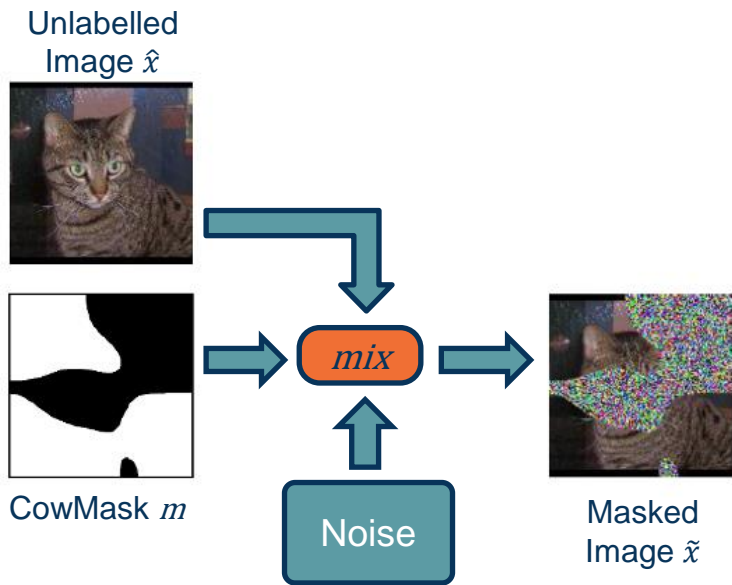 Unlabelled
Image x̂
mix
CowMask m
Noise
Masked
Image x̃